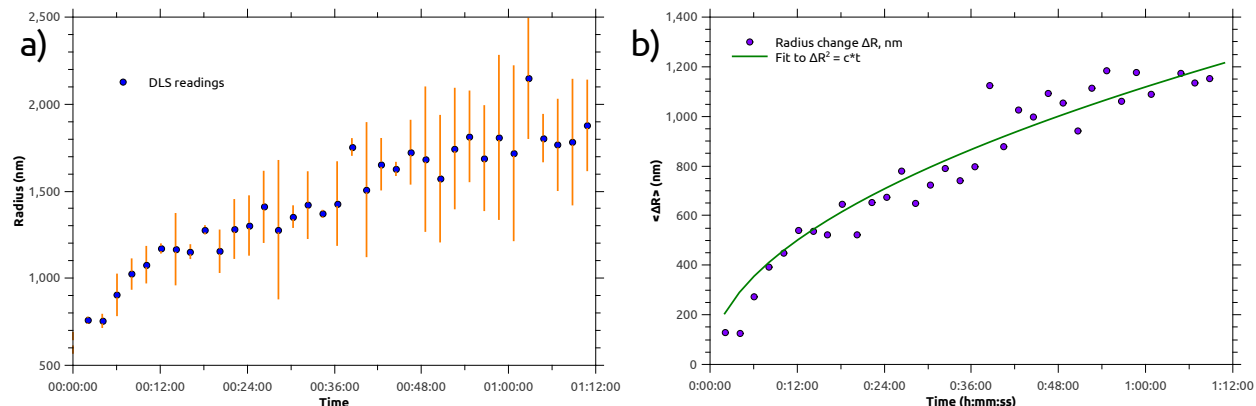 a)
2,500
2,000
1,500
1,000
500
Radius (nm)
DLS readings
00:00:00 00:12:00 00:24:00 00:36:00 00:48:00 01:00:00 01:12:00
Time
b)
1,400
1,200
1,000
800
600
400
200
0
<ΔR> (nm)
Radius change ΔR, nm
Fit to ΔR² = c*t
0:00:00 0:12:00 0:24:00 0:36:00 0:48:00 1:00:00 1:12:00
Time (h:mm:ss)